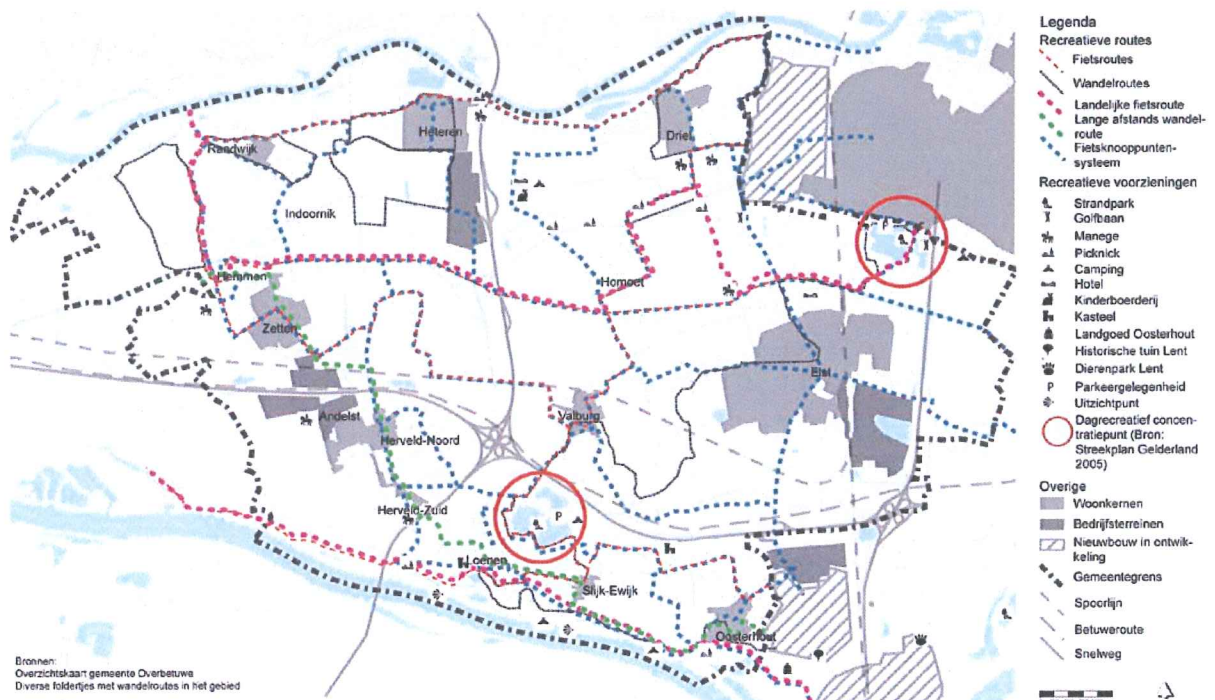 Heteren
Driel
Randwijk
Indoornik
Hemmen
Homoet
Zetten
Elst
Andelst
Valburg
Herveld-Noord
Herveld-Zuid
P
P
Loenen
Slijk-Ewijk
Oosterhout
Bronnen:
Overzichtskaart gemeente Overbetuwe
Diverse foldertjes met wandelroutes in het gebied
Legenda
Recreatieve routes
Fietsroutes
Wandelroutes
Landelijke fietsroute
Lange afstands wandel-
route
Fietsknooppunten-
systeem
Recreatieve voorzieningen
Strandpark
Golfbaan
Manege
Picknick
Camping
Hotel
Kinderboerderij
Kasteel
Landgoed Oosterhout
Historische tuin Lent
Dierenpark Lent
P Parkeergelegenheid
Uitzichtpunt
Dagrecreatief concen-
tratiepunt (Bron:
Streekplan Gelderland
2005)
Overige
Woonkernen
Bedrijfsterreinen
Nieuwbouw in ontwik-
keling
Gemeentegrens
Spoorlijn
Betuweroute
Snelweg